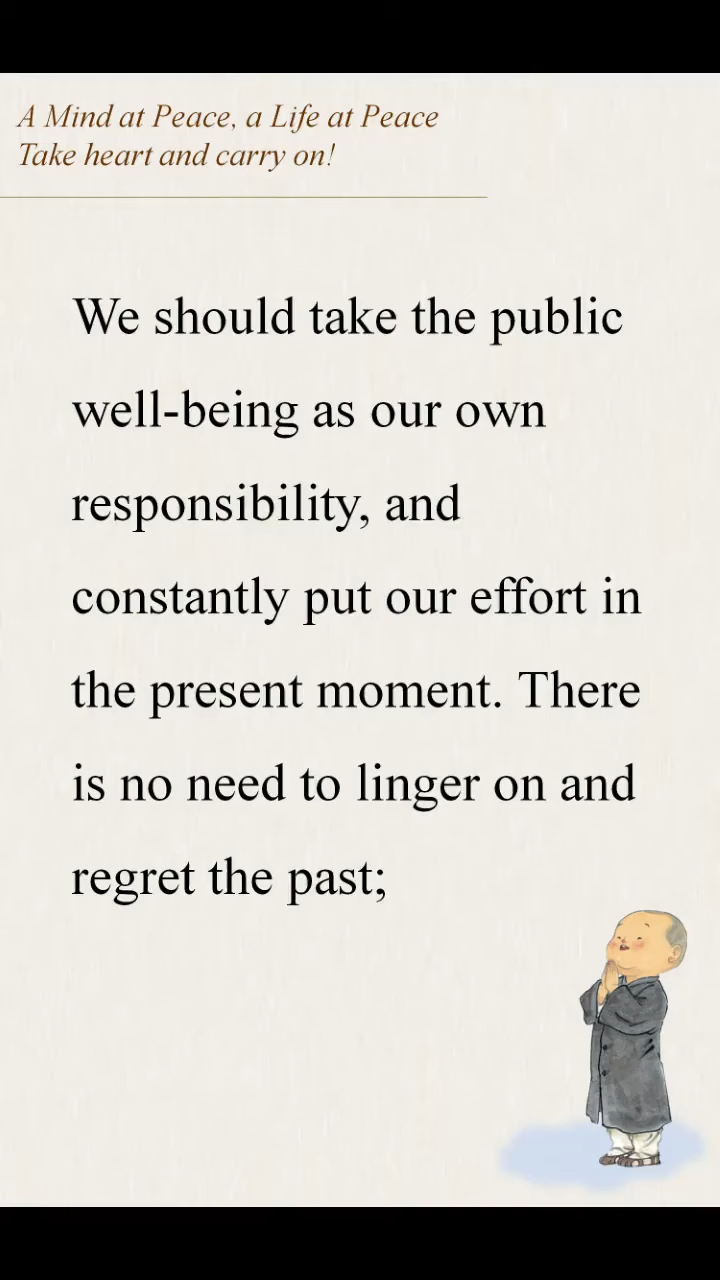 A Mind at Peace, a Life at Peace
Take heart and carry on!
We should take the public
well-being as our own
responsibility, and
constantly put our effort in
the present moment. There
is no need to linger on and
regret the past;